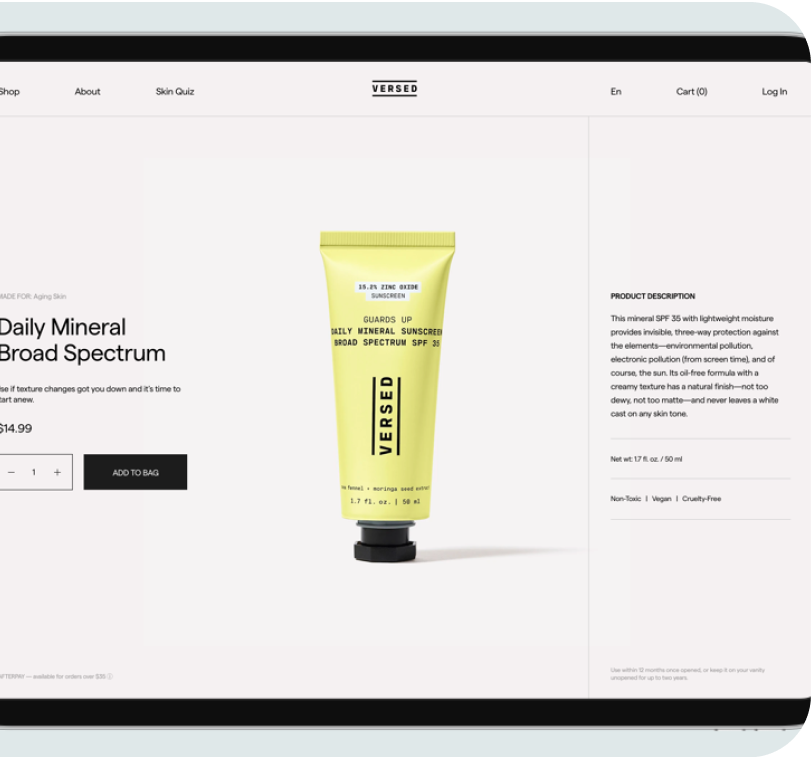 Shop About Skin Quiz VERSED En Cart (0) Log In
MADE FOR: Aging Skin
Daily Mineral
Broad Spectrum
Use if texture changes got you down and it's time to
start anew.
$14.99
– 1 +
ADD TO BAG
AFTERPAY — available for orders over $35 ⓘ
15.2% ZINC OXIDE
SUNSCREEN
GUARDS UP
DAILY MINERAL SUNSCREEN
BROAD SPECTRUM SPF 35
VERSED
fennel + moringa seed extract
1.7 fl. oz. | 50 ml
PRODUCT DESCRIPTION
This mineral SPF 35 with lightweight moisture
provides invisible, three-way protection against
the elements—environmental pollution,
electronic pollution (from screen time), and of
course, the sun. Its oil-free formula with a
creamy texture has a natural finish—not too
dewy, not too matte—and never leaves a white
cast on any skin tone.
Net wt: 1.7 fl. oz. / 50 ml
Non-Toxic | Vegan | Cruelty-Free
Use within 12 months once opened, or keep it on your vanity
unopened for up to two years.